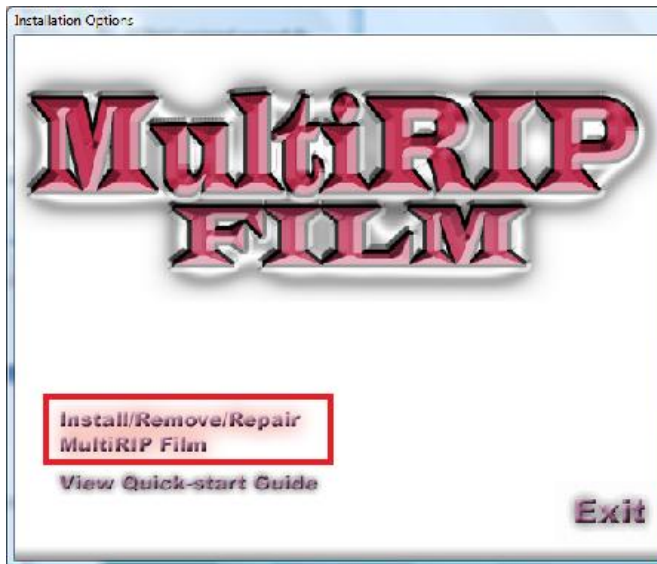 Installation Options
MultiRIP
FILM
Install/Remove/Repair
MultiRIP Film
View Quick-start Guide
Exit